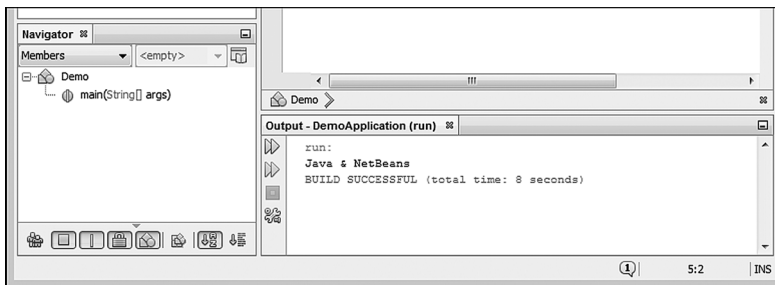 Navigator
Members
<empty>
Demo
main(String[] args)
Demo
Output - DemoApplication (run)
run:
Java & NetBeans
BUILD SUCCESSFUL (total time: 8 seconds)
1
5:2
INS